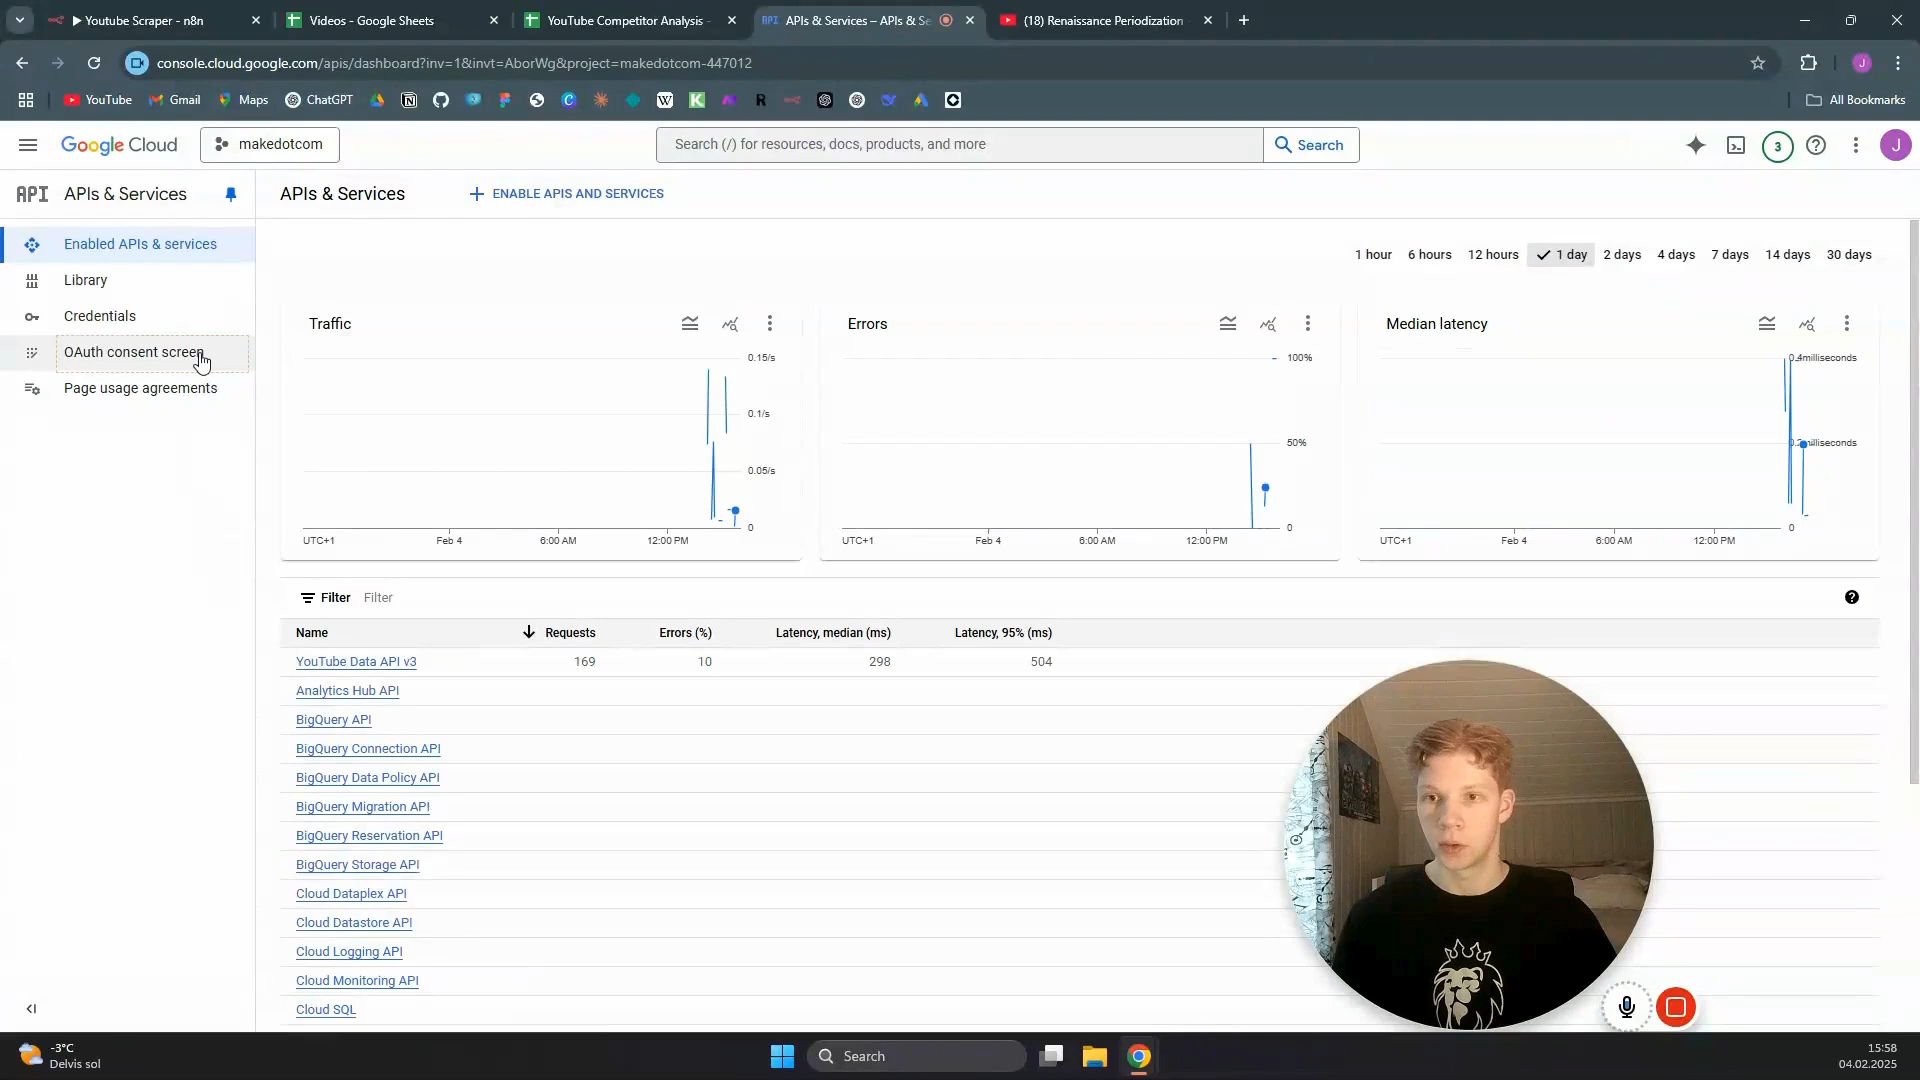 Youtube Scraper - n8n
Videos - Google Sheets
YouTube Competitor Analysis -
APIs & Services – APIs & Se
(18) Renaissance Periodization
console.cloud.google.com/apis/dashboard?inv=1&invt=AborWg&project=makedotcom-447012
J
YouTube
Gmail
Maps
ChatGPT
All Bookmarks
Google Cloud
makedotcom
Search (/) for resources, docs, products, and more
Search
3
J
API APIs & Services
APIs & Services
ENABLE APIS AND SERVICES
Enabled APIs & services
Library
Credentials
OAuth consent screen
Page usage agreements
1 hour 6 hours 12 hours 1 day 2 days 4 days 7 days 14 days 30 days
Traffic
0.15/s
0.1/s
0.05/s
0
UTC+1 Feb 4 6:00 AM 12:00 PM
Errors
100%
50%
0
UTC+1 Feb 4 6:00 AM 12:00 PM
Median latency
0.4milliseconds
0.2milliseconds
0
UTC+1 Feb 4 6:00 AM 12:00 PM
Filter Filter
Name Requests Errors (%) Latency, median (ms) Latency, 95% (ms)
YouTube Data API v3 169 10 298 504
Analytics Hub API
BigQuery API
BigQuery Connection API
BigQuery Data Policy API
BigQuery Migration API
BigQuery Reservation API
BigQuery Storage API
Cloud Dataplex API
Cloud Datastore API
Cloud Logging API
Cloud Monitoring API
Cloud SQL
-3°C
Delvis sol
Search
15:58
04.02.2025